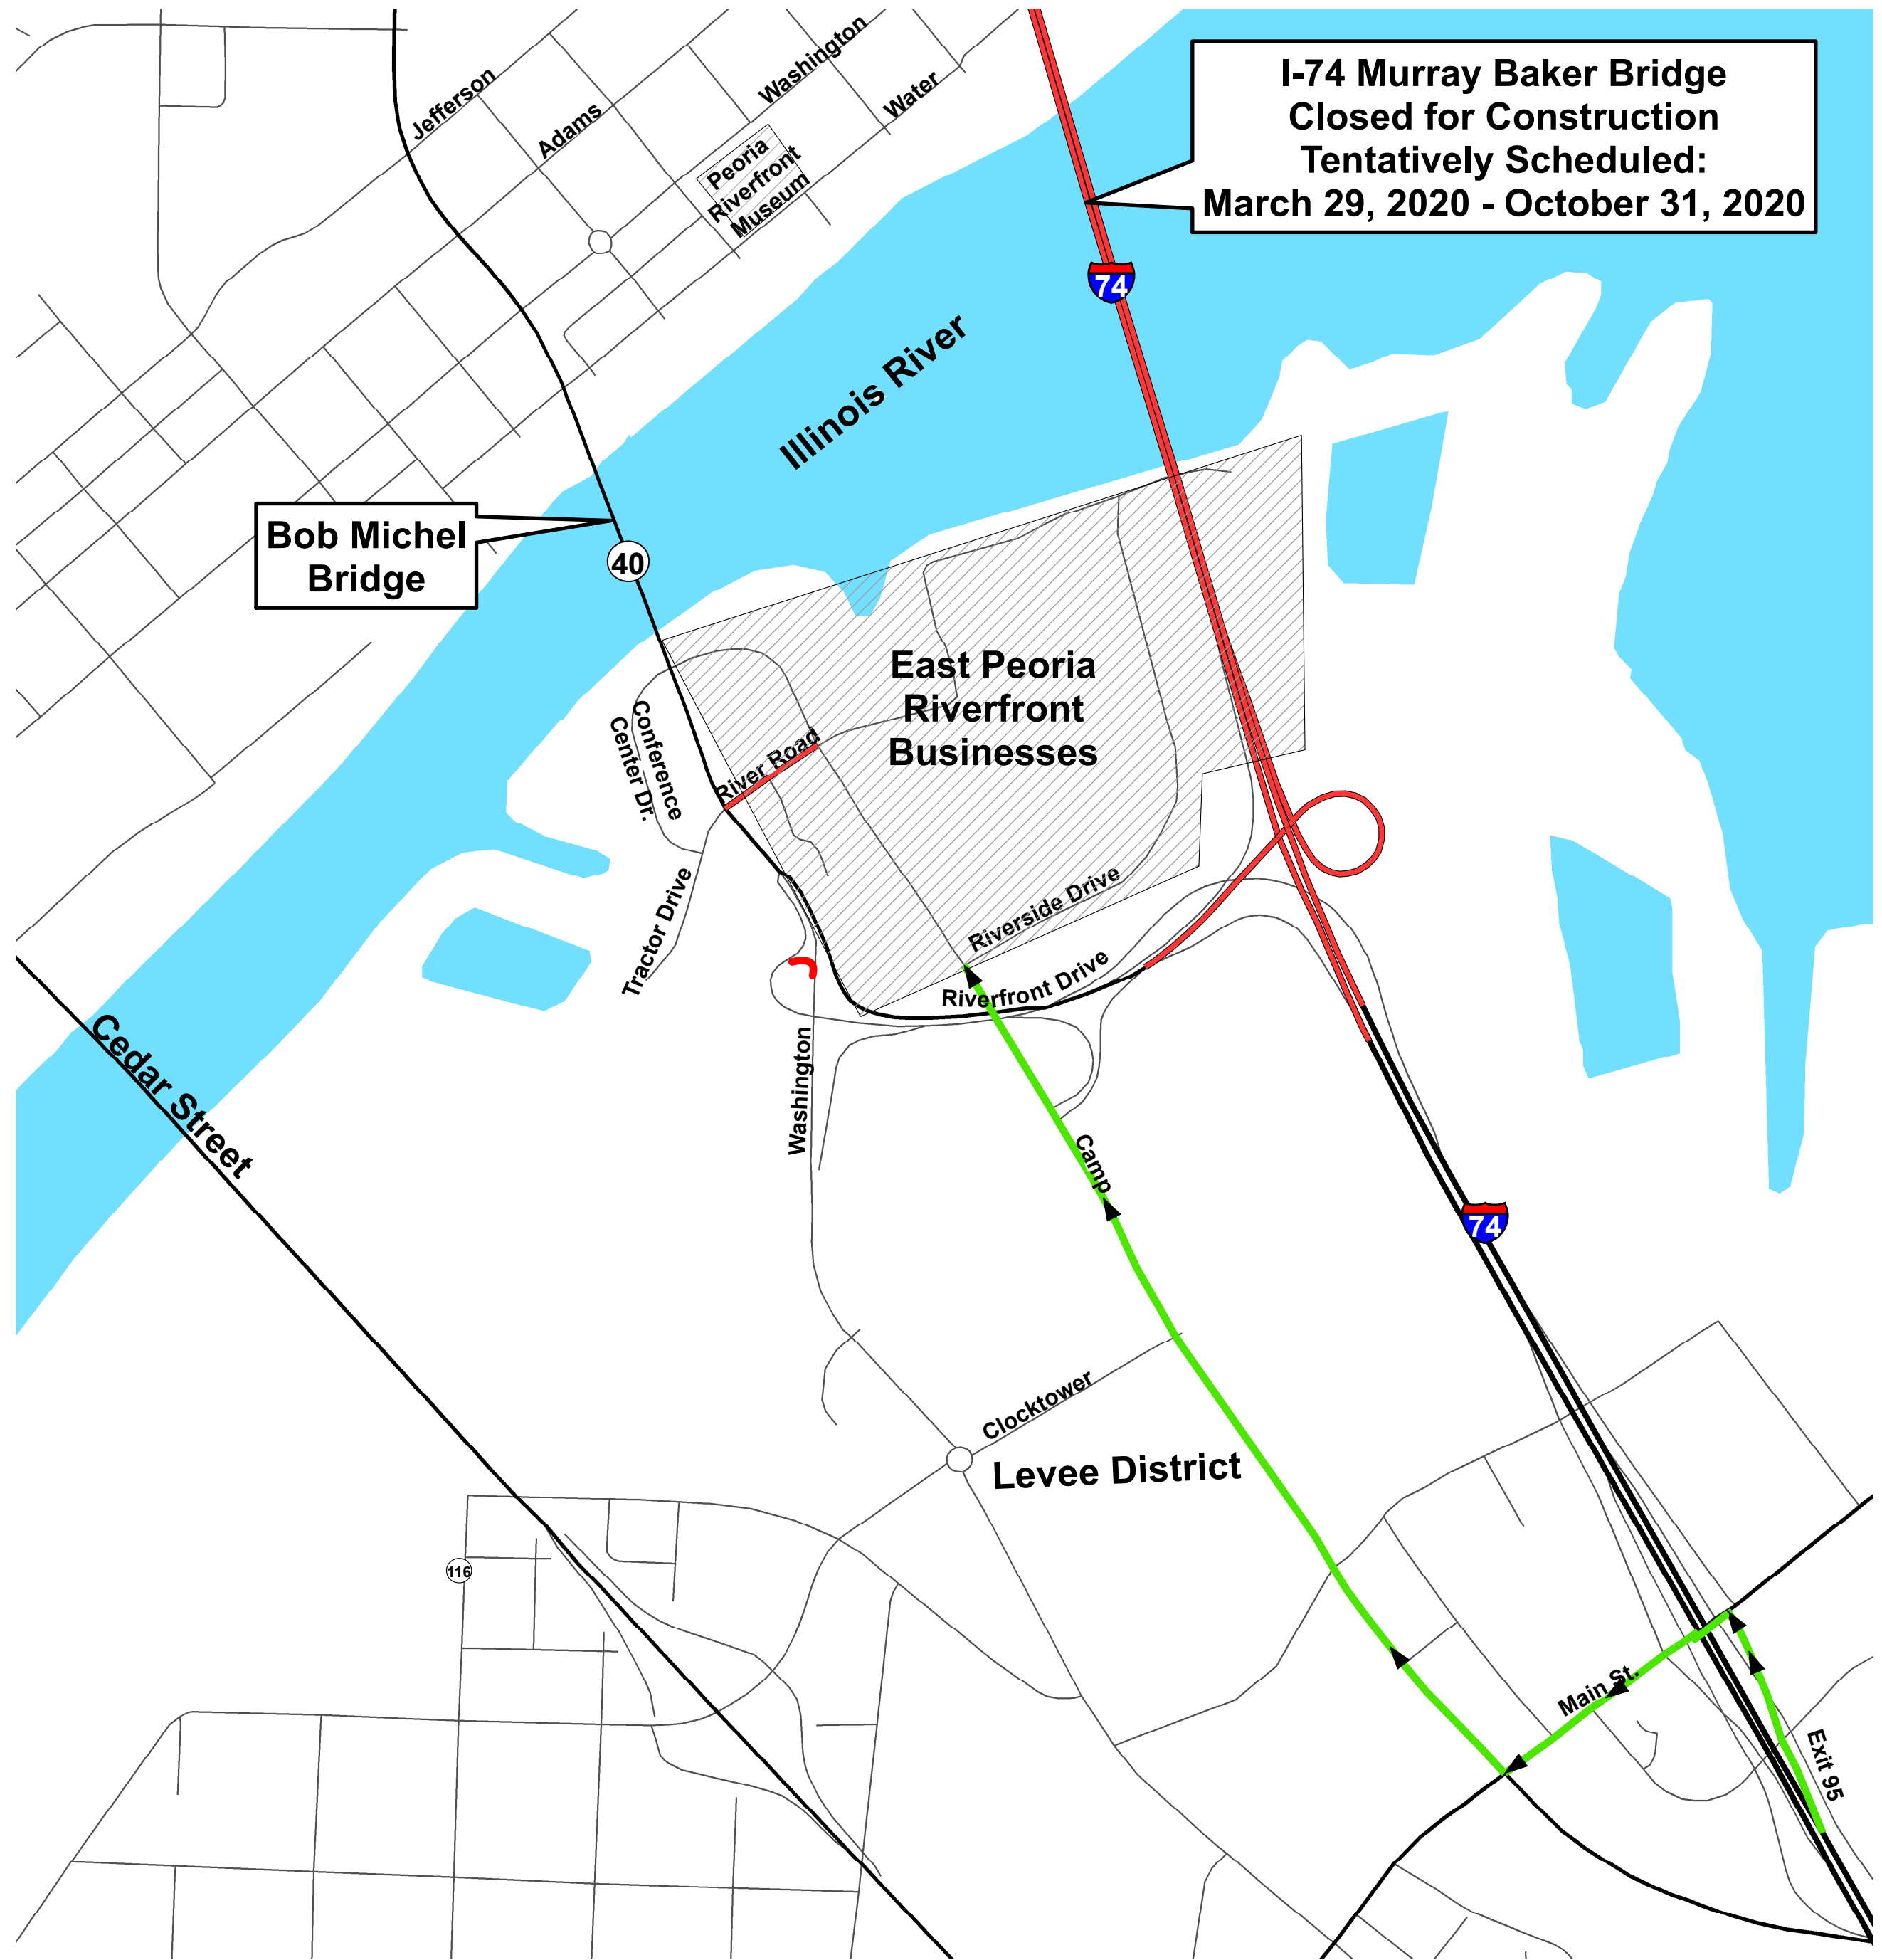 Jefferson
Adams
Washington
Water
Peoria
Riverfront
Museum
I-74 Murray Baker Bridge
Closed for Construction
Tentatively Scheduled:
March 29, 2020 - October 31, 2020
74
Illinois River
Bob Michel
Bridge
40
East Peoria
Riverfront
Businesses
Conference
Center Dr.
River Road
Tractor Drive
Riverside Drive
Riverfront Drive
Cedar Street
Washington
Camp
74
Clocktower
Levee District
116
Main St.
Exit 95